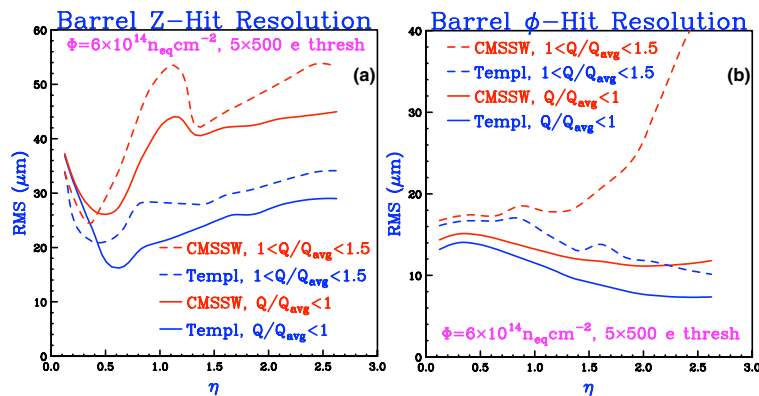 Barrel Z-Hit Resolution
60
50
40
30
20
10
0
RMS (μm)
Φ=6×10¹⁴n_eq cm⁻², 5×500 e thresh
(a)
CMSSW, 1<Q/Q_avg<1.5
Templ, 1<Q/Q_avg<1.5
CMSSW, Q/Q_avg<1
Templ, Q/Q_avg<1
0.0 0.5 1.0 1.5 2.0 2.5 3.0
η
Barrel ϕ-Hit Resolution
40
30
20
10
0
RMS (μm)
CMSSW, 1<Q/Q_avg<1.5
Templ, 1<Q/Q_avg<1.5
CMSSW, Q/Q_avg<1
Templ, Q/Q_avg<1
(b)
Φ=6×10¹⁴n_eq cm⁻², 5×500 e thresh
0.0 0.5 1.0 1.5 2.0 2.5 3.0
η